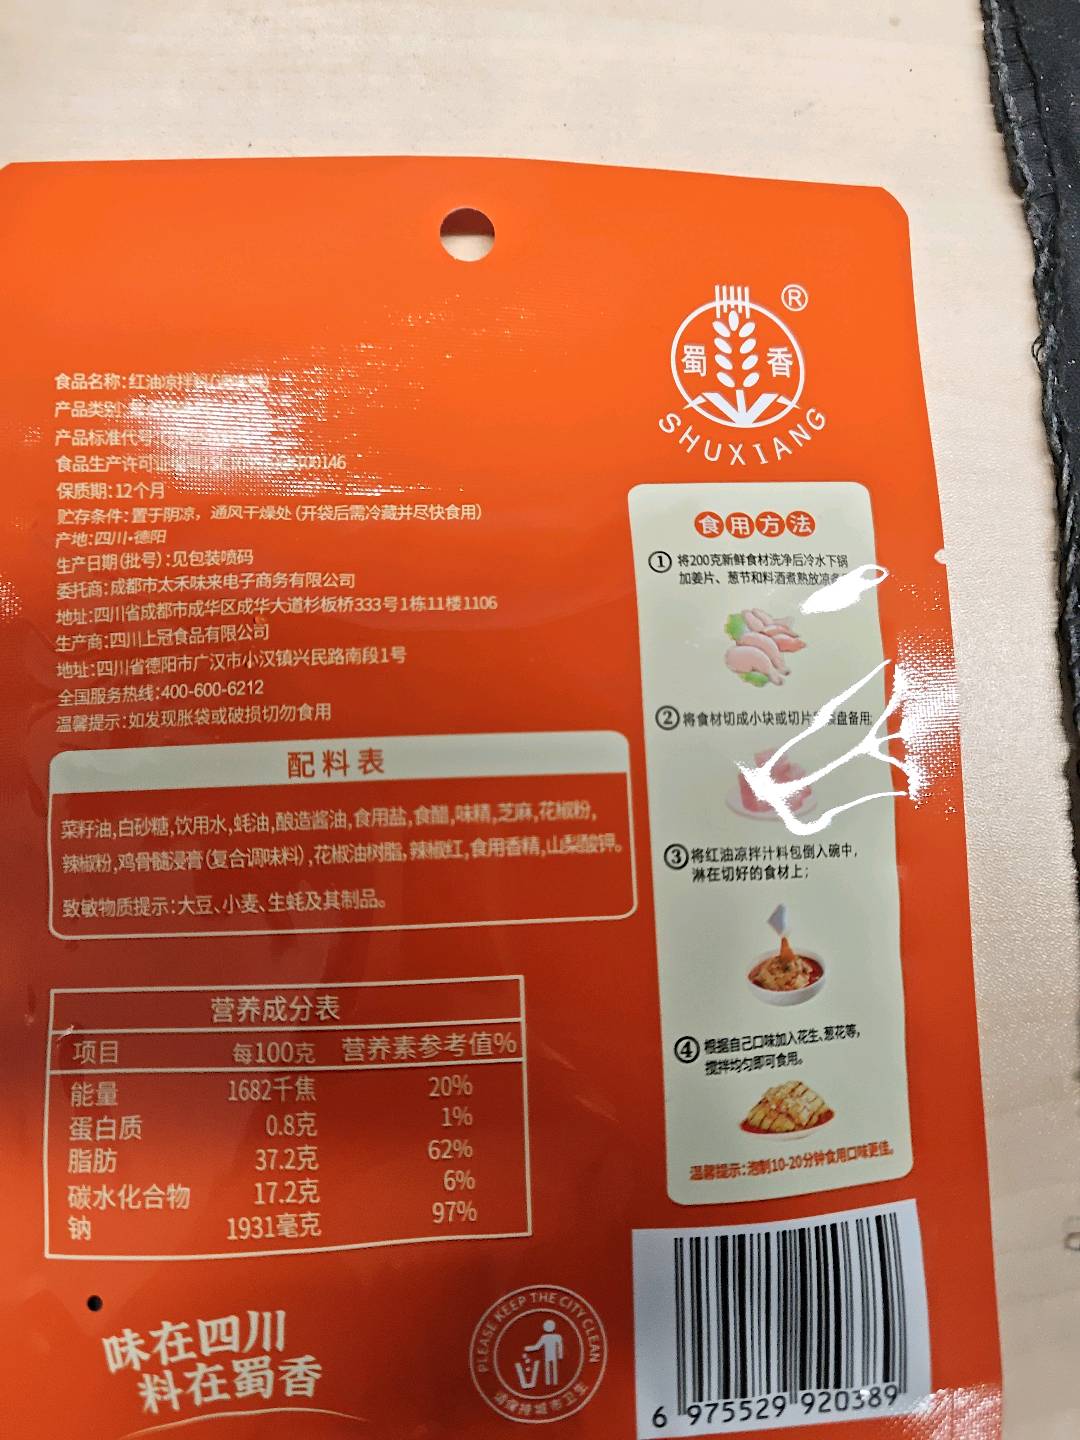 蜀香
®
SHUXIANG
食品名称:红油凉拌
产品类别:
产品标准代号
食品生产许可证 00146
保质期:12个月
贮存条件:置于阴凉，通风干燥处(开袋后需冷藏并尽快食用)
产地:四川·德阳
生产日期(批号):见包装喷码
委托商:成都市太禾味来电子商务有限公司
地址:四川省成都市成华区成华大道杉板桥333号1栋11楼1106
生产商:四川上冠食品有限公司
地址:四川省德阳市广汉市小汉镇兴民路南段1号
全国服务热线:400-600-6212
温馨提示:如发现胀袋或破损切勿食用
配料表
菜籽油,白砂糖,饮用水,蚝油,酿造酱油,食用盐,食醋,味精,芝麻,花椒粉,
辣椒粉,鸡骨髓浸膏(复合调味料),花椒油树脂,辣椒红,食用香精,山梨酸钾。
致敏物质提示:大豆、小麦、生蚝及其制品。
营养成分表
项目 每100克 营养素参考值%
能量 1682千焦 20%
蛋白质 0.8克 1%
脂肪 37.2克 62%
碳水化合物 17.2克 6%
钠 1931毫克 97%
味在四川
料在蜀香
PLEASE KEEP THE CITY CLEAN
请保持城市卫生
食用方法
① 将200克新鲜食材洗净后冷水下锅
加姜片、葱节和料酒煮熟放凉
② 将食材切成小块或切片 盘备用;
③ 将红油凉拌汁料包倒入碗中,
淋在切好的食材上;
④ 根据自己口味加入花生、葱花等,
搅拌均匀即可食用。
温馨提示:泡制10-20分钟食用口味更佳。
6 975529 920389